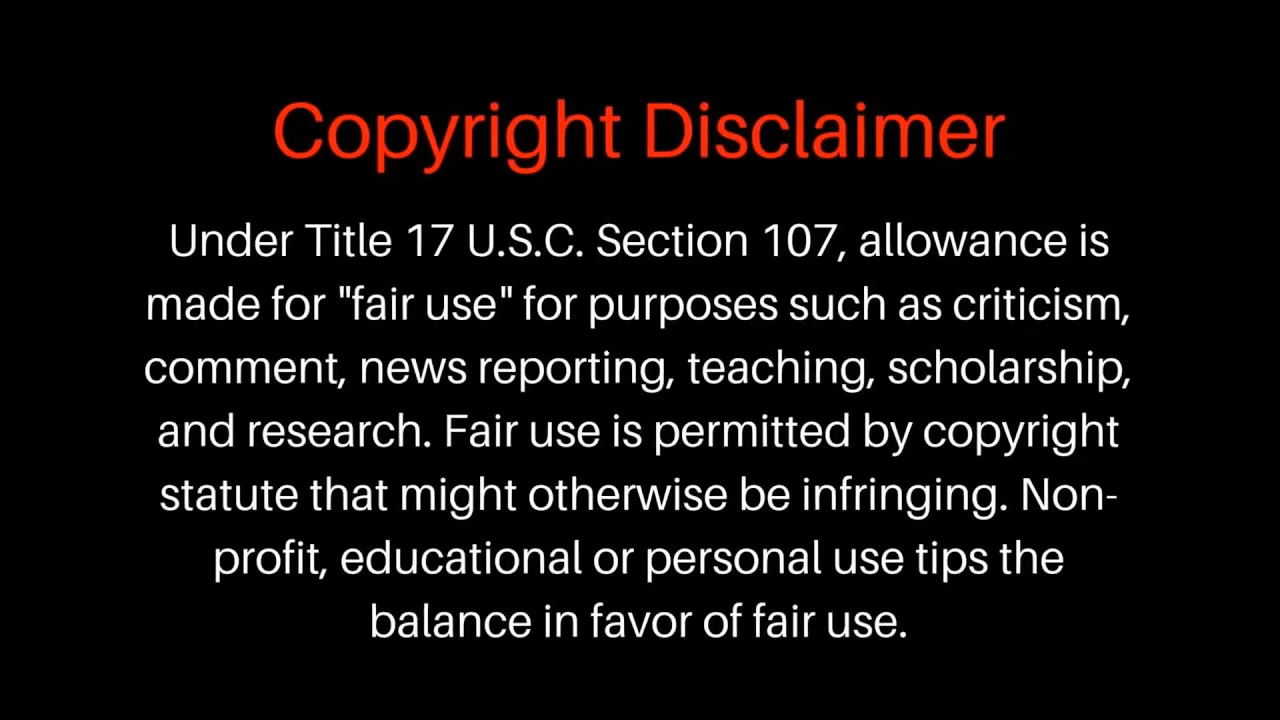 Copyright Disclaimer
Under Title 17 U.S.C. Section 107, allowance is
made for "fair use" for purposes such as criticism,
comment, news reporting, teaching, scholarship,
and research. Fair use is permitted by copyright
statute that might otherwise be infringing. Non-
profit, educational or personal use tips the
balance in favor of fair use.